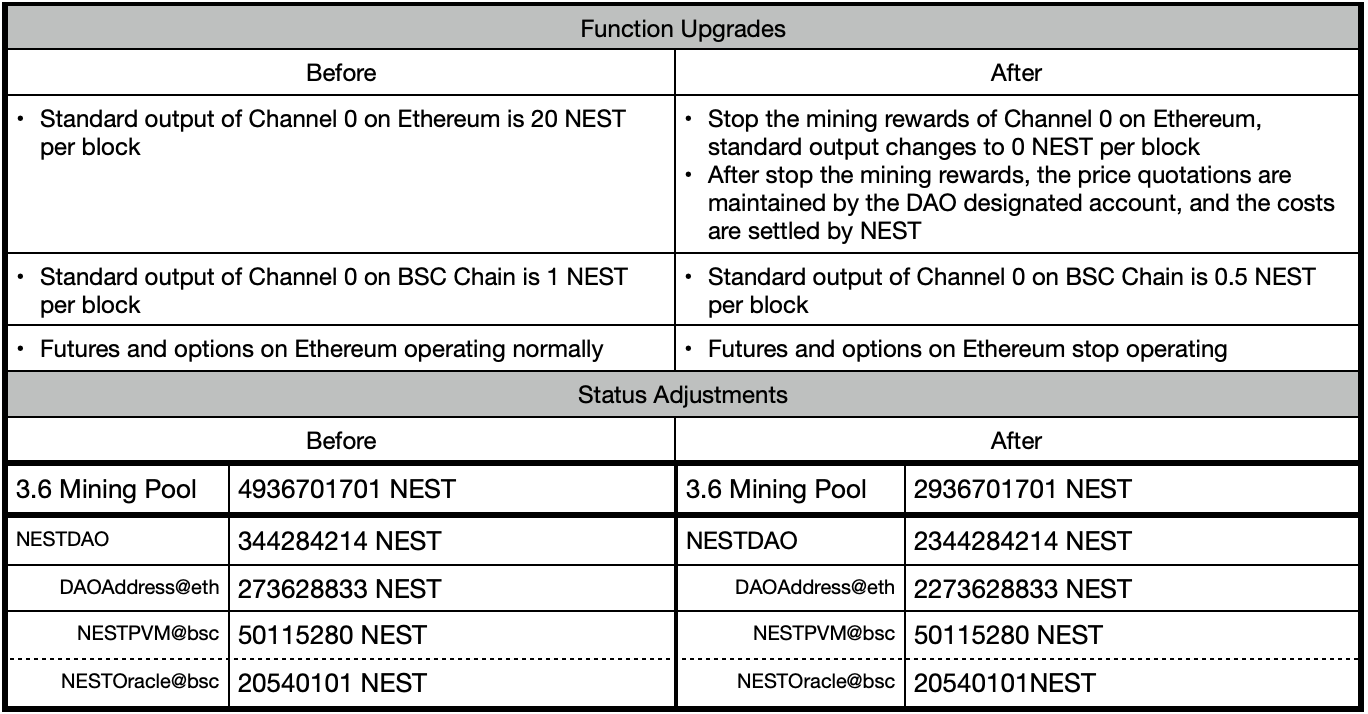 Function Upgrades
Before
After
• Standard output of Channel 0 on Ethereum is 20 NEST
per block
• Stop the mining rewards of Channel 0 on Ethereum,
standard output changes to 0 NEST per block
• After stop the mining rewards, the price quotations are
maintained by the DAO designated account, and the costs
are settled by NEST
• Standard output of Channel 0 on BSC Chain is 1 NEST
per block
• Standard output of Channel 0 on BSC Chain is 0.5 NEST
per block
• Futures and options on Ethereum operating normally
• Futures and options on Ethereum stop operating
Status Adjustments
Before
After
3.6 Mining Pool
4936701701 NEST
3.6 Mining Pool
2936701701 NEST
NESTDAO
344284214 NEST
NESTDAO
2344284214 NEST
DAOAddress@eth
273628833 NEST
DAOAddress@eth
2273628833 NEST
NESTPVM@bsc
50115280 NEST
NESTPVM@bsc
50115280 NEST
NESTOracle@bsc
20540101 NEST
NESTOracle@bsc
20540101NEST